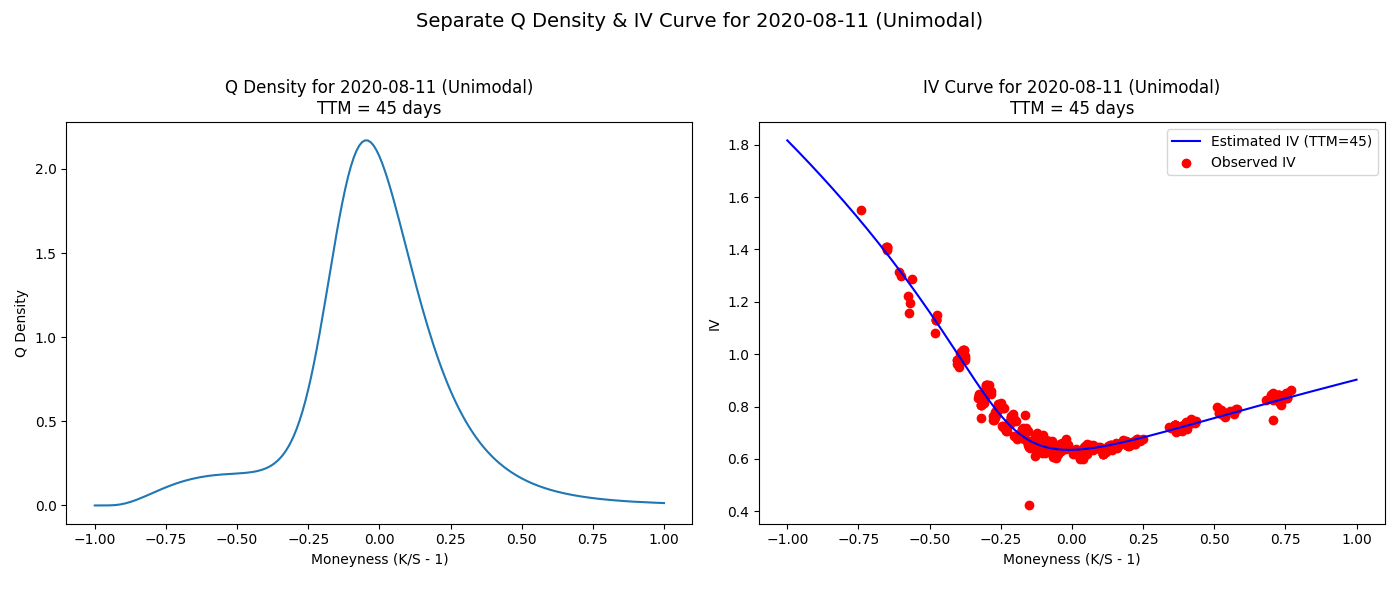 Separate Q Density & IV Curve for 2020-08-11 (Unimodal)
Q Density for 2020-08-11 (Unimodal)
TTM = 45 days
Q Density
2.0
1.5
1.0
0.5
0.0
−1.00 −0.75 −0.50 −0.25 0.00 0.25 0.50 0.75 1.00
Moneyness (K/S - 1)
IV Curve for 2020-08-11 (Unimodal)
TTM = 45 days
Estimated IV (TTM=45)
Observed IV
IV
1.8
1.6
1.4
1.2
1.0
0.8
0.6
0.4
−1.00 −0.75 −0.50 −0.25 0.00 0.25 0.50 0.75 1.00
Moneyness (K/S - 1)